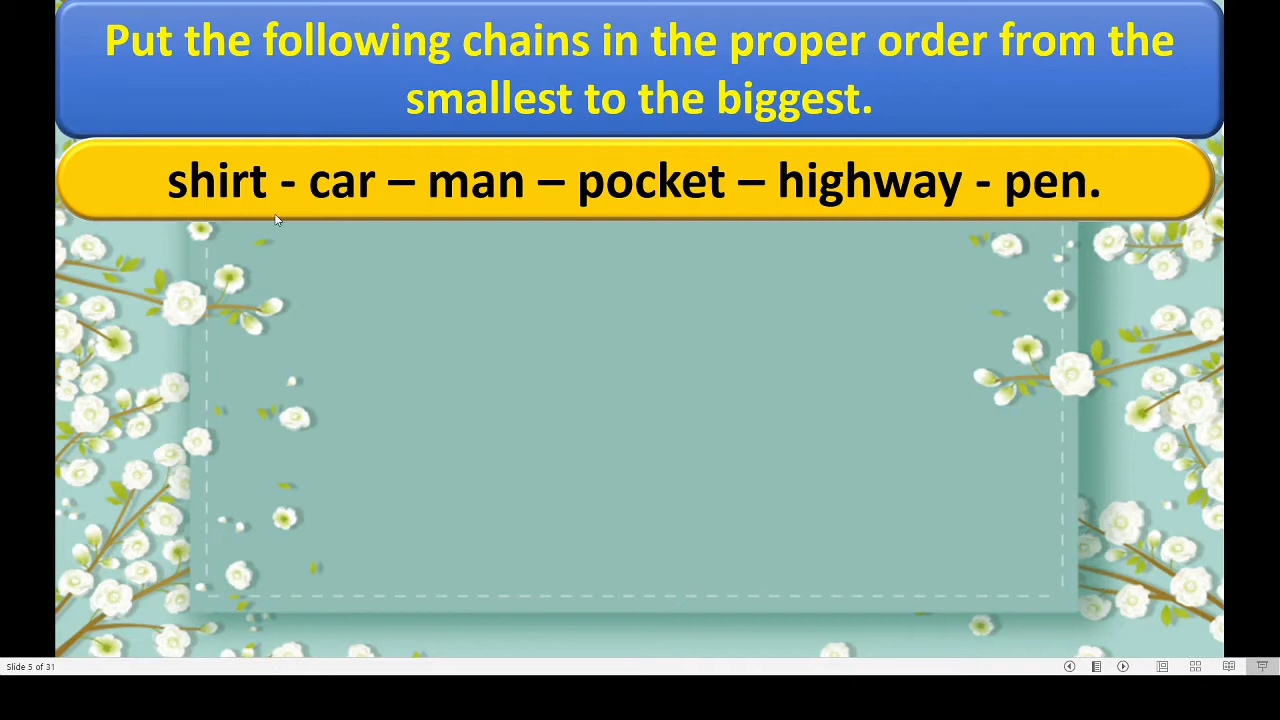 Put the following chains in the proper order from the
smallest to the biggest.
shirt - car – man – pocket – highway - pen.
Slide 5 of 31